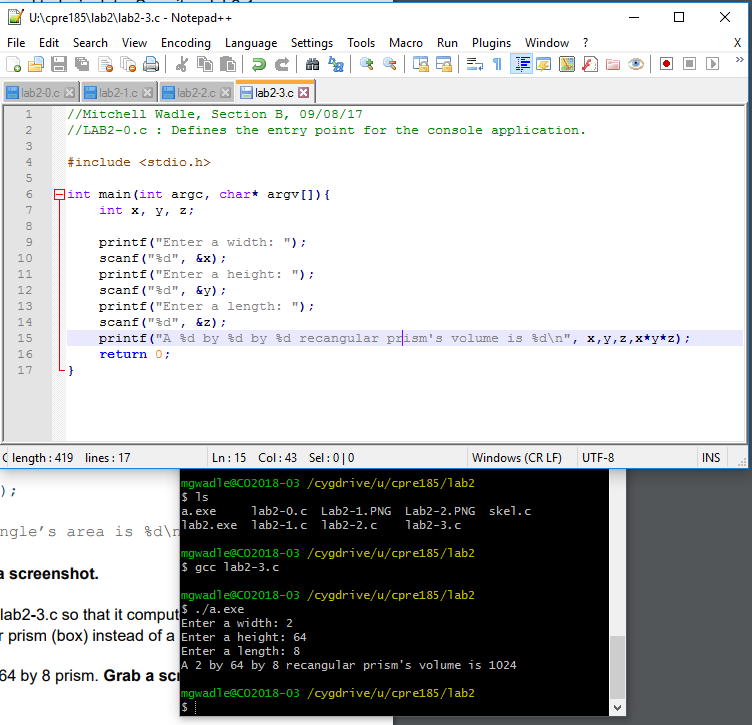 U:\cpre185\lab2\lab2-3.c - Notepad++
File Edit Search View Encoding Language Settings Tools Macro Run Plugins Window ? X
lab2-0.c lab2-1.c lab2-2.c lab2-3.c
1 //Mitchell Wadle, Section B, 09/08/17
2 //LAB2-0.c : Defines the entry point for the console application.
3
4 #include <stdio.h>
5
6 int main(int argc, char* argv[]){
7 int x, y, z;
8
9 printf("Enter a width: ");
10 scanf("%d", &x);
11 printf("Enter a height: ");
12 scanf("%d", &y);
13 printf("Enter a length: ");
14 scanf("%d", &z);
15 printf("A %d by %d by %d recangular prism's volume is %d\n", x,y,z,x*y*z);
16 return 0;
17 }
length : 419 lines : 17 Ln : 15 Col : 43 Sel : 0 | 0 Windows (CR LF) UTF-8 INS
);
ngle’s area is %d\n
a screenshot.
lab2-3.c so that it comput
r prism (box) instead of a
64 by 8 prism. Grab a scr
mgwadle@CO2018-03 /cygdrive/u/cpre185/lab2
$ ls
a.exe lab2-0.c Lab2-1.PNG Lab2-2.PNG skel.c
lab2.exe lab2-1.c lab2-2.c lab2-3.c
mgwadle@CO2018-03 /cygdrive/u/cpre185/lab2
$ gcc lab2-3.c
mgwadle@CO2018-03 /cygdrive/u/cpre185/lab2
$ ./a.exe
Enter a width: 2
Enter a height: 64
Enter a length: 8
A 2 by 64 by 8 recangular prism's volume is 1024
mgwadle@CO2018-03 /cygdrive/u/cpre185/lab2
$